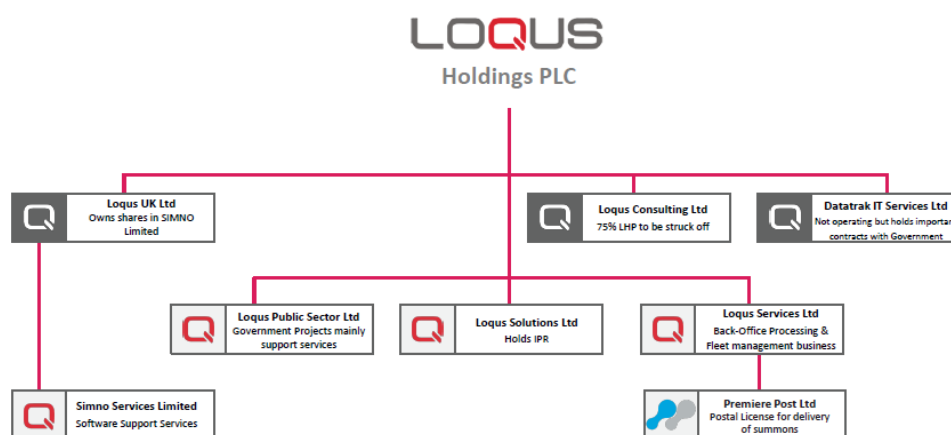 LOQUS
Holdings PLC
Loqus UK Ltd
Owns shares in SIMNO
Limited
Loqus Consulting Ltd
75% LHP to be struck off
Datatrak IT Services Ltd
Not operating but holds importan
contracts with Government
Loqus Public Sector Ltd
Government Projects mainly
support services
Loqus Solutions Ltd
Holds IPR
Loqus Services Ltd
Back-Office Processing &
Fleet management business
Simno Services Limited
Software Support Services
Premiere Post Ltd
Postal License for delivery
of summons